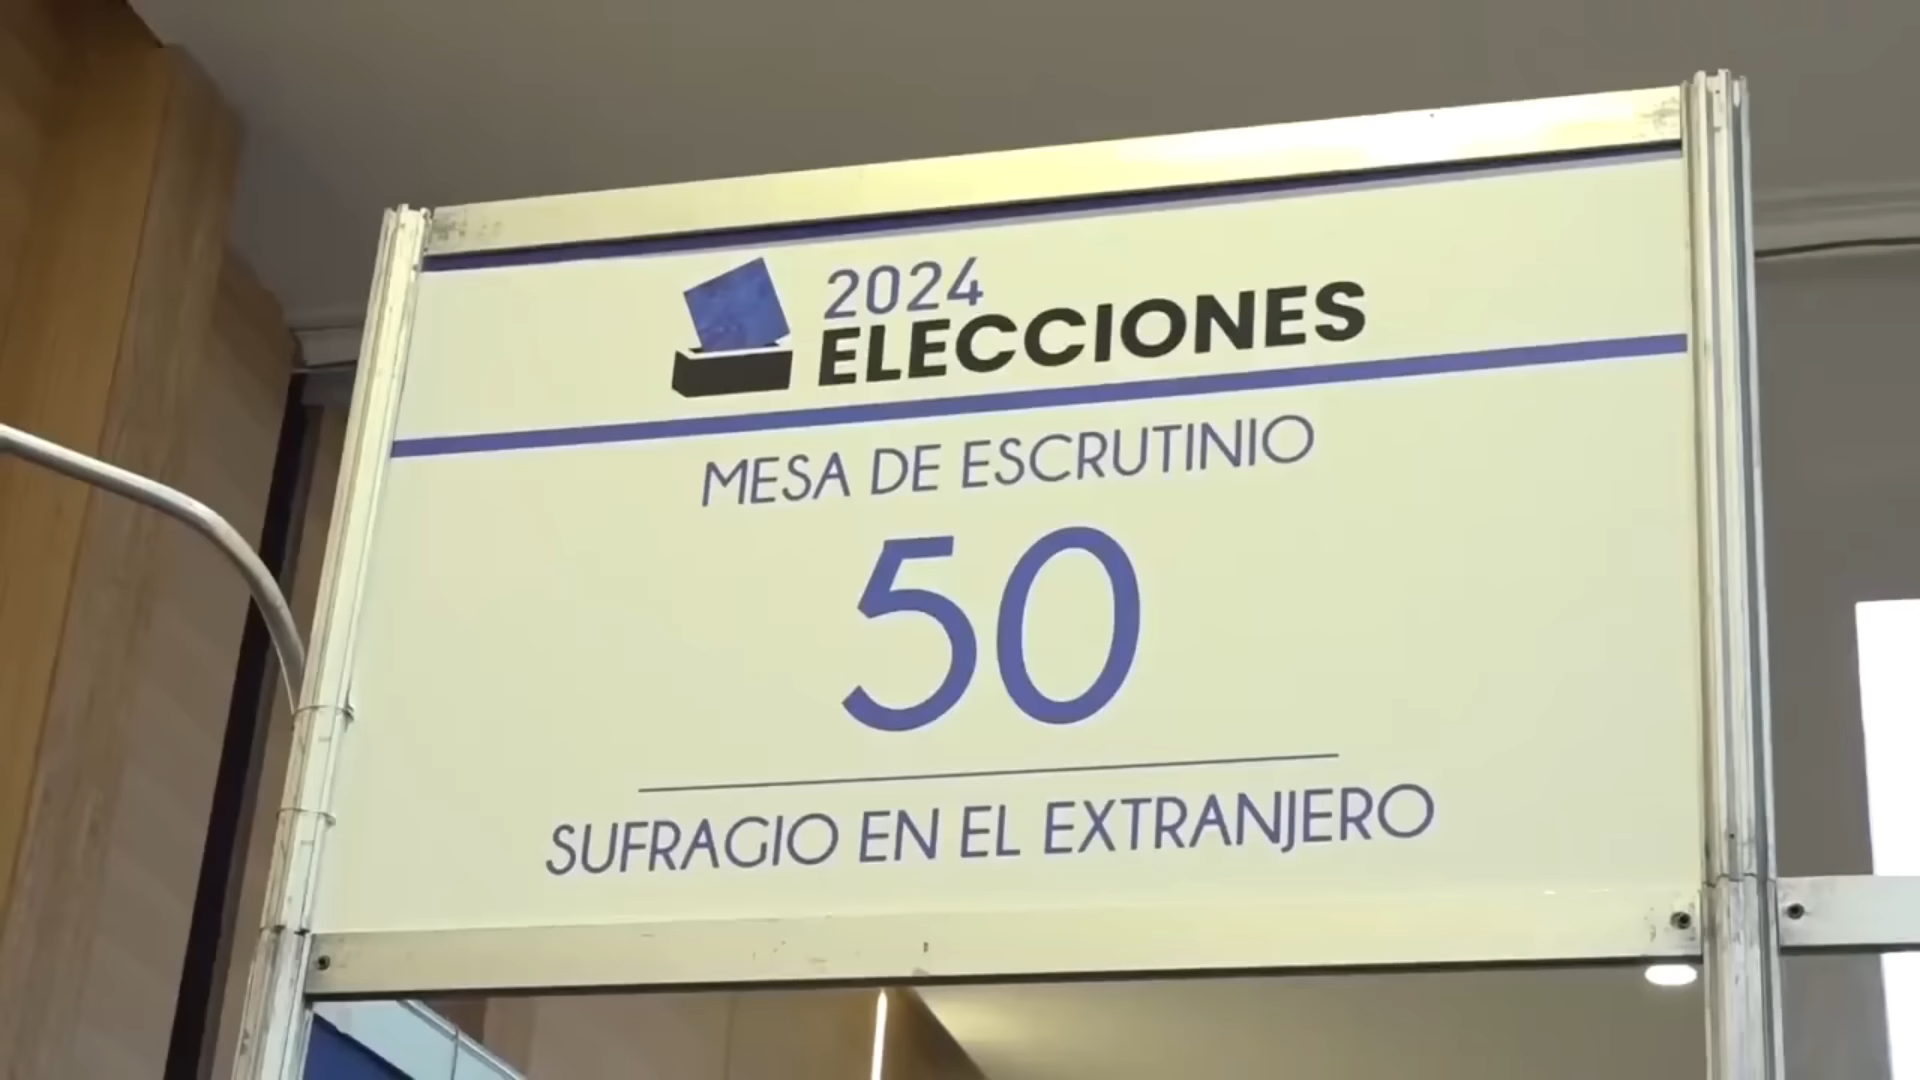 2024
ELECCIONES
MESA DE ESCRUTINIO
50
SUFRAGIO EN EL EXTRANJERO